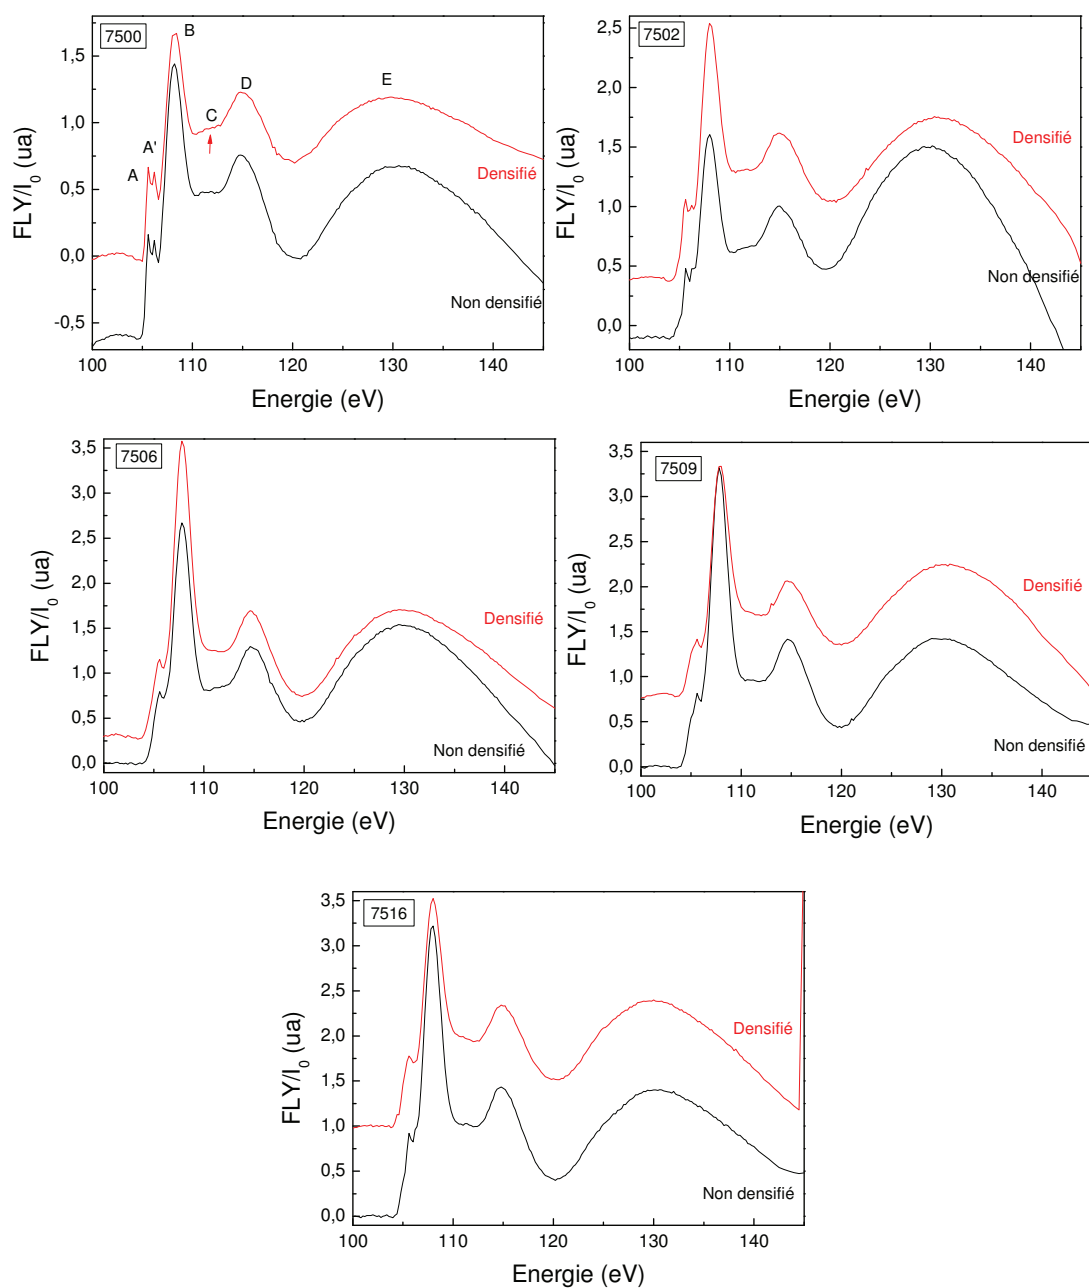 7500
B
C
D
E
A'
A
Densifié
Non densifié
1,5
1,0
0,5
0,0
-0,5
FLY/I0 (ua)
100 110 120 130 140
Energie (eV)
7502
Densifié
Non densifié
2,5
2,0
1,5
1,0
0,5
0,0
FLY/I0 (ua)
100 110 120 130 140
Energie (eV)
7506
Densifié
Non densifié
3,5
3,0
2,5
2,0
1,5
1,0
0,5
0,0
FLY/I0 (ua)
100 110 120 130 140
Energie (eV)
7509
Densifié
Non densifié
3,5
3,0
2,5
2,0
1,5
1,0
0,5
0,0
FLY/I0 (ua)
100 110 120 130 140
Energie (eV)
7516
Densifié
Non densifié
3,5
3,0
2,5
2,0
1,5
1,0
0,5
0,0
FLY/I0 (ua)
100 110 120 130 140
Energie (eV)